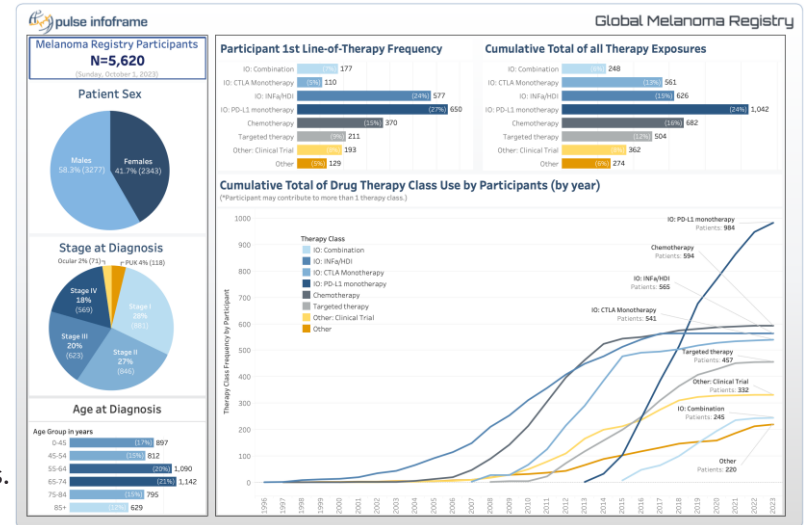 pulse infoframe
Global Melanoma Registry
Melanoma Registry Participants
N=5,620
(Sunday, October 1, 2023)
Patient Sex
Males
58.3% (3277)
Females
41.7% (2343)
Stage at Diagnosis
Ocular 2% (71)
PUK 4% (118)
Stage IV
18%
(569)
Stage I
28%
Stage III
20%
(623)
Stage II
27%
(846)
Age at Diagnosis
Age Group in years
0-45 (17%) 897
45-54 (15%) 812
55-64 (20%) 1,090
65-74 (21%) 1,142
75-84 (15%) 795
85+ (12%) 629
s.
Participant 1st Line-of-Therapy Frequency
IO: Combination (7%) 177
IO: CTLA Monotherapy (5%) 110
IO: INFa/HDI (24%) 577
IO: PD-L1 monotherapy (27%) 650
Chemotherapy (15%) 370
Targeted therapy (9%) 211
Other: Clinical Trial 193
Other (5%) 129
Cumulative Total of all Therapy Exposures
IO: Combination (6%) 248
IO: CTLA Monotherapy (13%) 561
IO: INFa/HDI (15%) 626
IO: PD-L1 monotherapy (24%) 1,042
Chemotherapy (16%) 682
Targeted therapy (12%) 504
Other: Clinical Trial 362
Other (6%) 274
Cumulative Total of Drug Therapy Class Use by Participants (by year)
(*Participant may contribute to more than 1 therapy class.)
Therapy Class Frequency by Participant
1000
900
800
700
600
500
400
300
200
100
0
Therapy Class
IO: Combination
IO: INFa/HDI
IO: CTLA Monotherapy
IO: PD-L1 monotherapy
Chemotherapy
Targeted therapy
Other: Clinical Trial
Other
IO: PD-L1 monotherapy
Patients: 984
Chemotherapy
Patients: 594
IO: INFa/HDI
Patients: 565
IO: CTLA Monotherapy
Patients: 541
Targeted therapy
Patients: 457
Other: Clinical Trial
Patients: 332
IO: Combination
Patients: 245
Other
Patients: 220
1996 1997 1998 1999 2000 2001 2002 2003 2004 2005 2006 2007 2008 2009 2010 2011 2012 2013 2014 2015 2016 2017 2018 2019 2020 2021 2022 2023